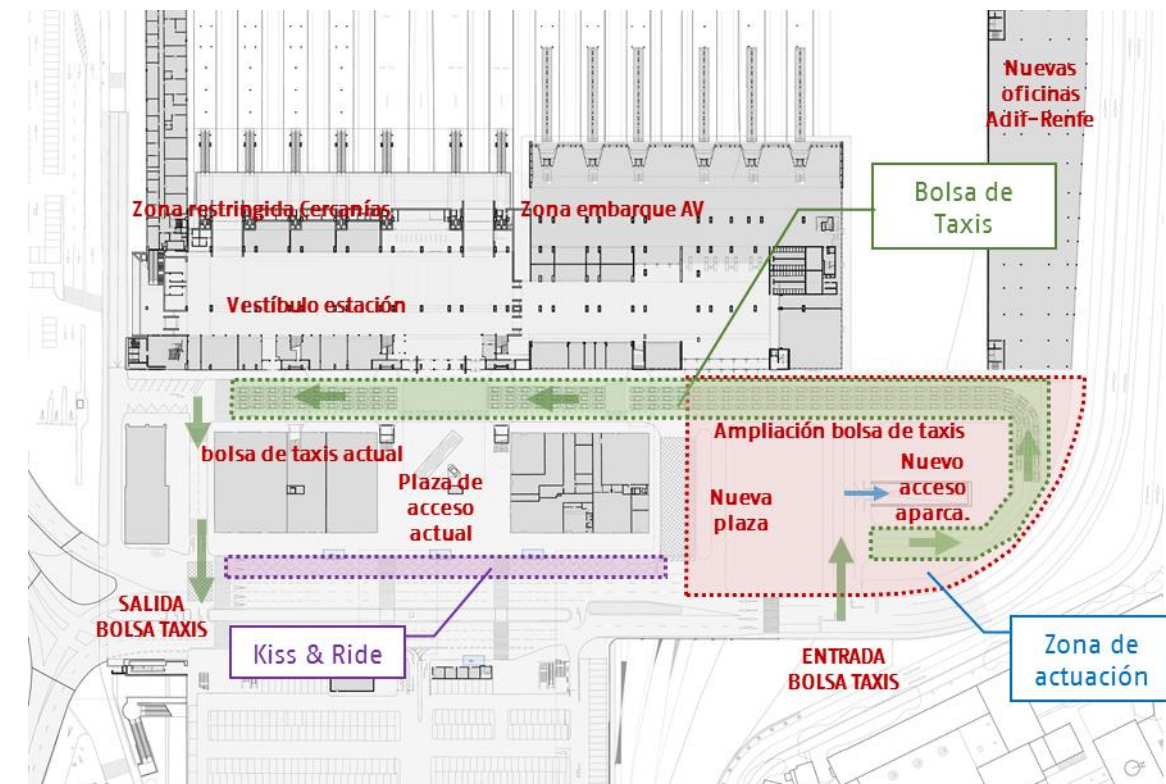 Nuevas
oficinas
Adif-Renfe
Bolsa de
Taxis
Zona restringida Cercanías
Zona embarque AV
Vestíbulo estación
Ampliación bolsa de taxis
bolsa de taxis actual
Plaza de
acceso
actual
Nueva
plaza
Nuevo
acceso
aparca.
SALIDA
BOLSA TAXIS
Kiss & Ride
ENTRADA
BOLSA TAXIS
Zona de
actuación